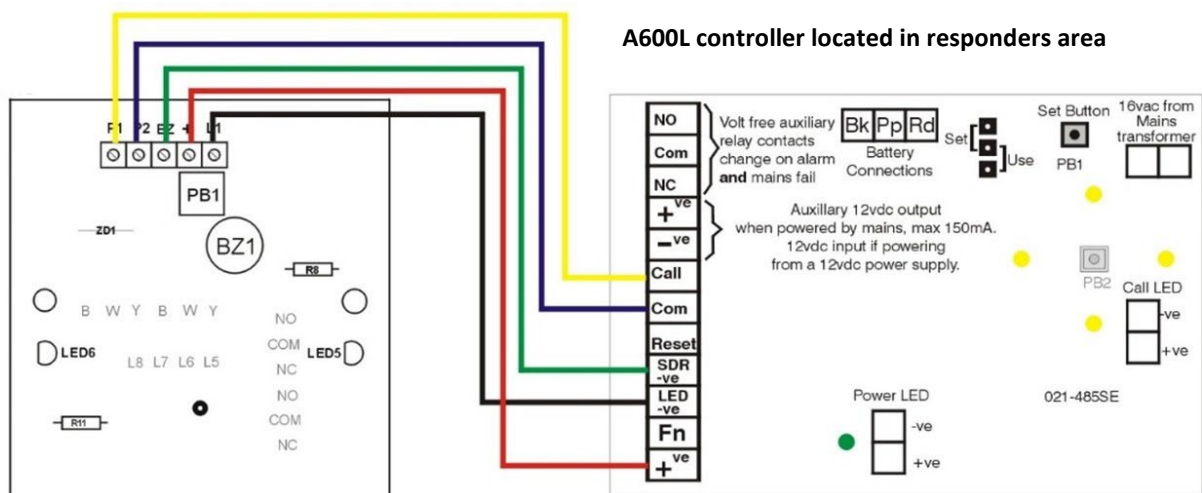 A600L controller located in responders area
P1 P2 BZ + L1
PB1
ZD1
BZ1
R8
B W Y B W Y
NO
COM
NC
LED6
LED5
L8 L7 L6 L5
NO
COM
NC
R11
NO
Com
NC
+ve
-ve
Call
Com
Reset
SDR
-ve
LED
-ve
Fn
+ve
Volt free auxiliary
relay contacts
change on alarm
and mains fail
Bk Pp Rd
Battery
Connections
Set
Use
Set Button
PB1
16vac from
Mains
transformer
Auxillary 12vdc output
when powered by mains, max 150mA.
12vdc input if powering
from a 12vdc power supply.
PB2
Call LED
-ve
+ve
021-485SE
Power LED
-ve
+ve